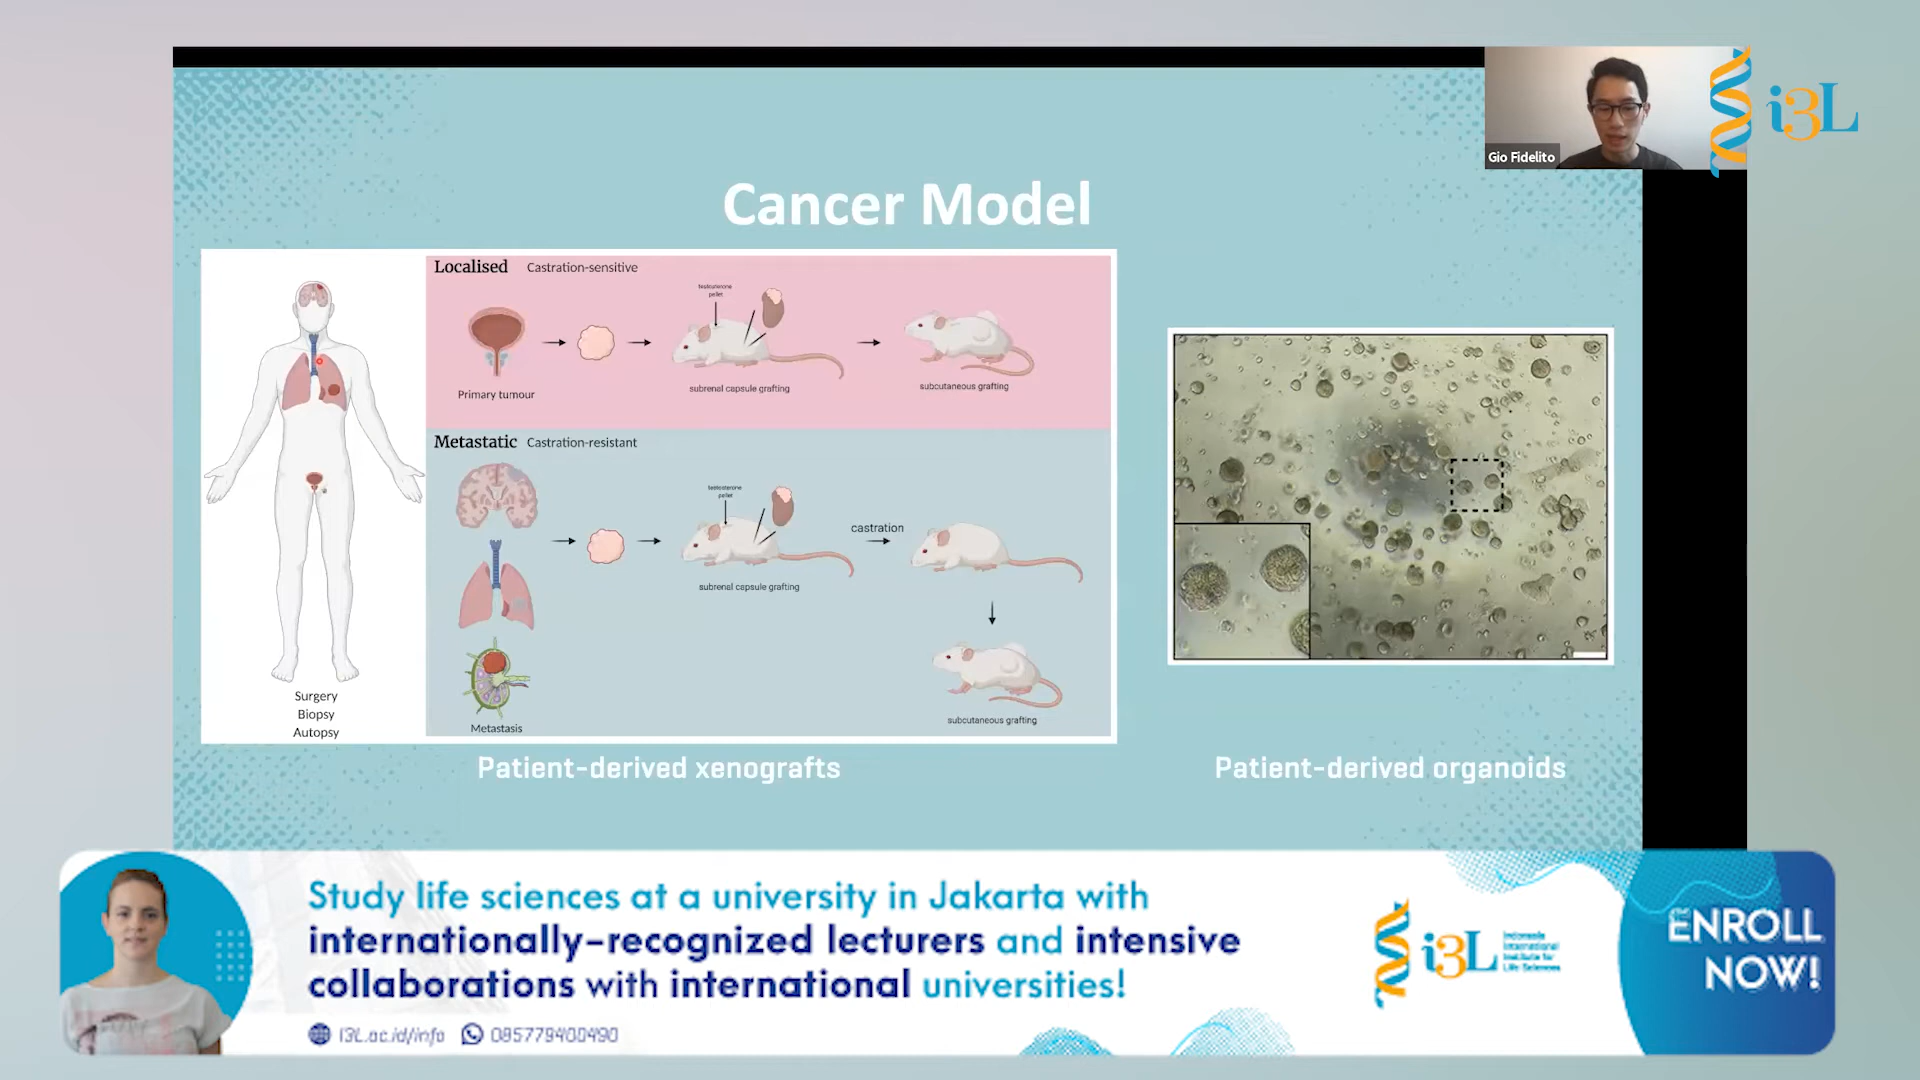 i3L
Gio Fidelito
Cancer Model
Localised Castration-sensitive
testosterone
pellet
Primary tumour
subrenal capsule grafting
subcutaneous grafting
Metastatic Castration-resistant
testosterone
pellet
castration
subrenal capsule grafting
Metastasis
subcutaneous grafting
Surgery
Biopsy
Autopsy
Patient-derived xenografts
Patient-derived organoids
Study life sciences at a university in Jakarta with
internationally-recognized lecturers and intensive
collaborations with international universities!
i3L.ac.id/info 085779400490
i3L
Indonesia
International
Institute for
Life Sciences
ENROLL
NOW!